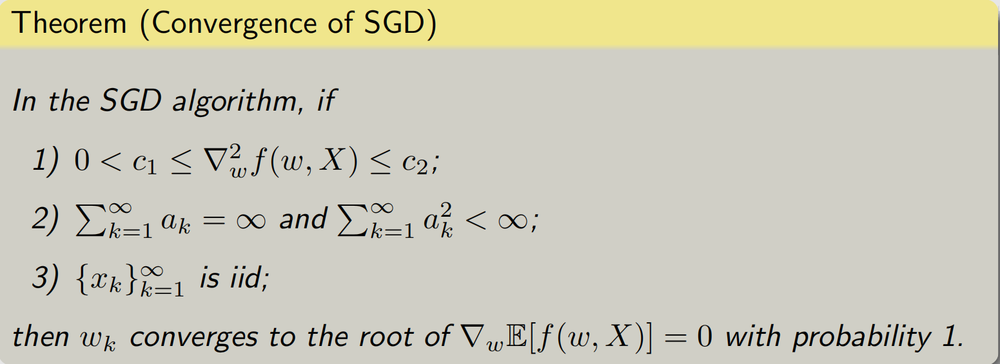 Theorem (Convergence of SGD)
In the SGD algorithm, if
1) $0 < c_1 \leq \nabla_w^2 f(w, X) \leq c_2$;
2) $\sum_{k=1}^{\infty} a_k = \infty$ and $\sum_{k=1}^{\infty} a_k^2 < \infty$;
3) $\{x_k\}_{k=1}^{\infty}$ is iid;
then $w_k$ converges to the root of $\nabla_w \mathbb{E}[f(w, X)] = 0$ with probability 1.